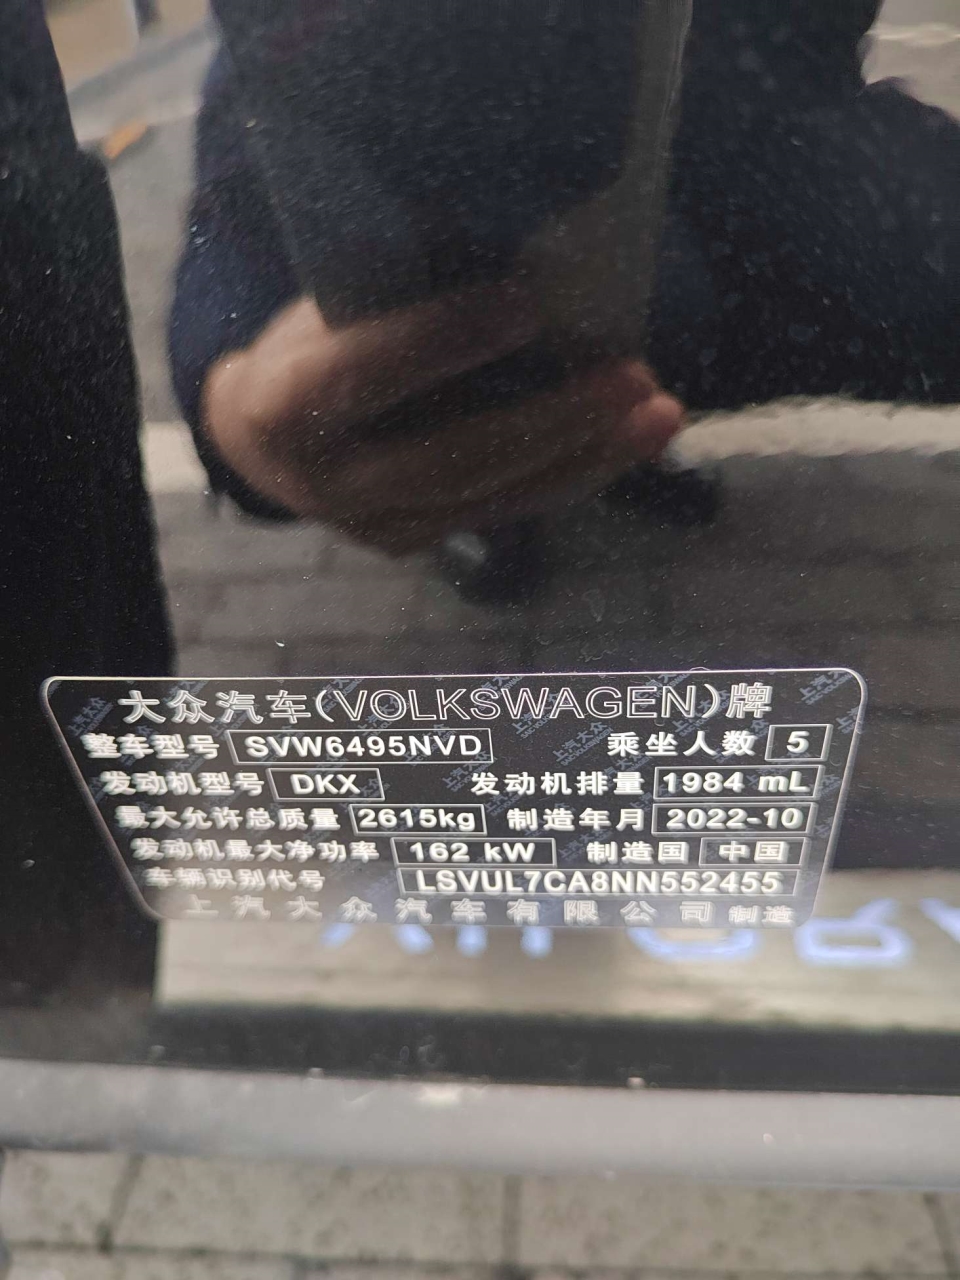 大众汽车(VOLKSWAGEN)牌
整车型号 SVW6495NVD 乘坐人数 5
发动机型号 DKX 发动机排量 1984 mL
最大允许总质量 2615kg 制造年月 2022-10
发动机最大净功率 162 kW 制造国 中国
车辆识别代号 LSVUL7CA8NN552455
上汽大众汽车有限公司 制造